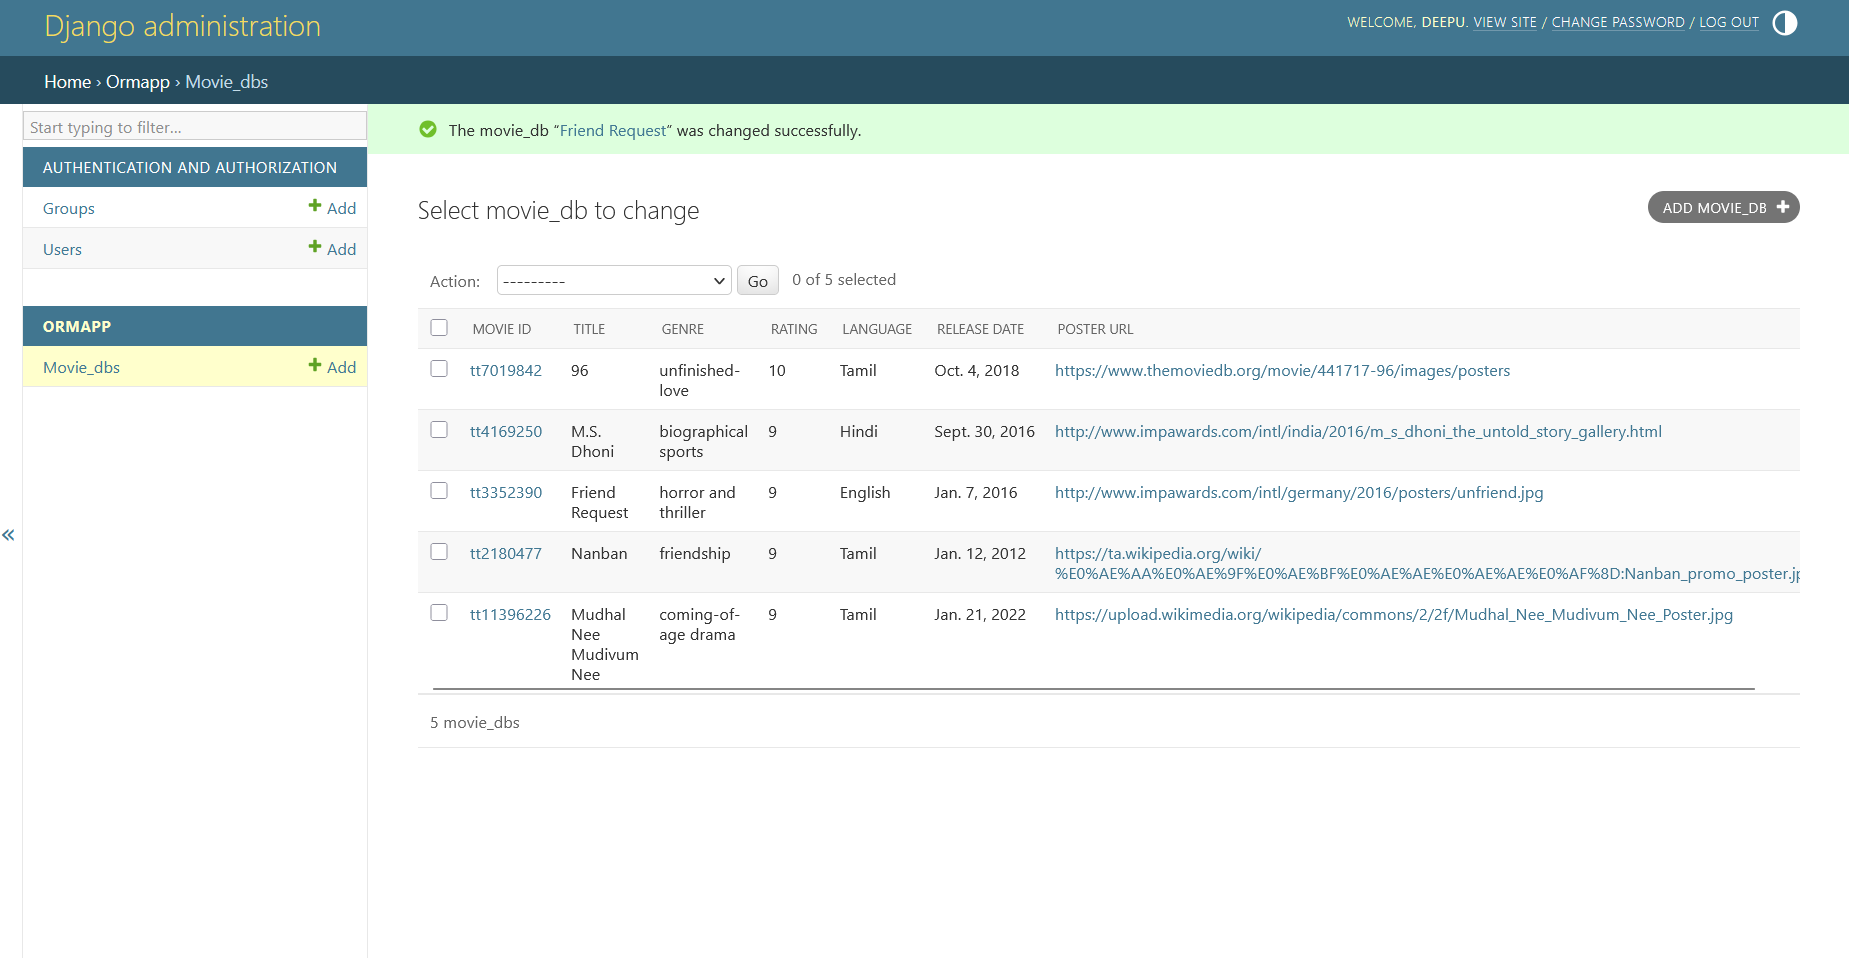 Django administration
WELCOME, DEEPU. VIEW SITE / CHANGE PASSWORD / LOG OUT
Home › Ormapp › Movie_dbs
Start typing to filter...
AUTHENTICATION AND AUTHORIZATION
Groups Add
Users Add
ORMAPP
Movie_dbs Add
The movie_db “Friend Request” was changed successfully.
Select movie_db to change
ADD MOVIE_DB
Action: --------- Go 0 of 5 selected
MOVIE ID TITLE GENRE RATING LANGUAGE RELEASE DATE POSTER URL
tt7019842 96 unfinished- 10 Tamil Oct. 4, 2018 https://www.themoviedb.org/movie/441717-96/images/posters
love
tt4169250 M.S. biographical 9 Hindi Sept. 30, 2016 http://www.impawards.com/intl/india/2016/m_s_dhoni_the_untold_story_gallery.html
Dhoni sports
tt3352390 Friend horror and 9 English Jan. 7, 2016 http://www.impawards.com/intl/germany/2016/posters/unfriend.jpg
Request thriller
tt2180477 Nanban friendship 9 Tamil Jan. 12, 2012 https://ta.wikipedia.org/wiki/
%E0%AE%AA%E0%AE%9F%E0%AE%BF%E0%AE%AE%E0%AE%AE%E0%AF%8D:Nanban_promo_poster.jp
tt11396226 Mudhal coming-of- 9 Tamil Jan. 21, 2022 https://upload.wikimedia.org/wikipedia/commons/2/2f/Mudhal_Nee_Mudivum_Nee_Poster.jpg
Nee age drama
Mudivum
Nee
5 movie_dbs